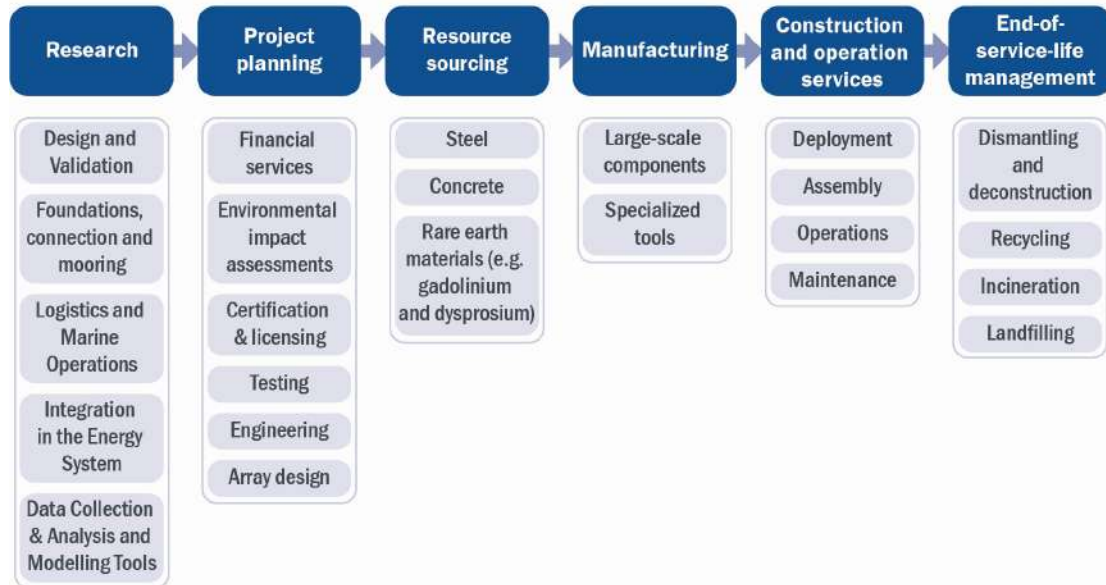 Research
Project
planning
Resource
sourcing
Manufacturing
Construction
and operation
services
End-of-
service-life
management
Design and
Validation
Foundations,
connection and
mooring
Logistics and
Marine
Operations
Integration
in the Energy
System
Data Collection
& Analysis and
Modelling Tools
Financial
services
Environmental
impact
assessments
Certification
& licensing
Testing
Engineering
Array design
Steel
Concrete
Rare earth
materials (e.g.
gadolinium
and dysprosium)
Large-scale
components
Specialized
tools
Deployment
Assembly
Operations
Maintenance
Dismantling
and
deconstruction
Recycling
Incineration
Landfilling